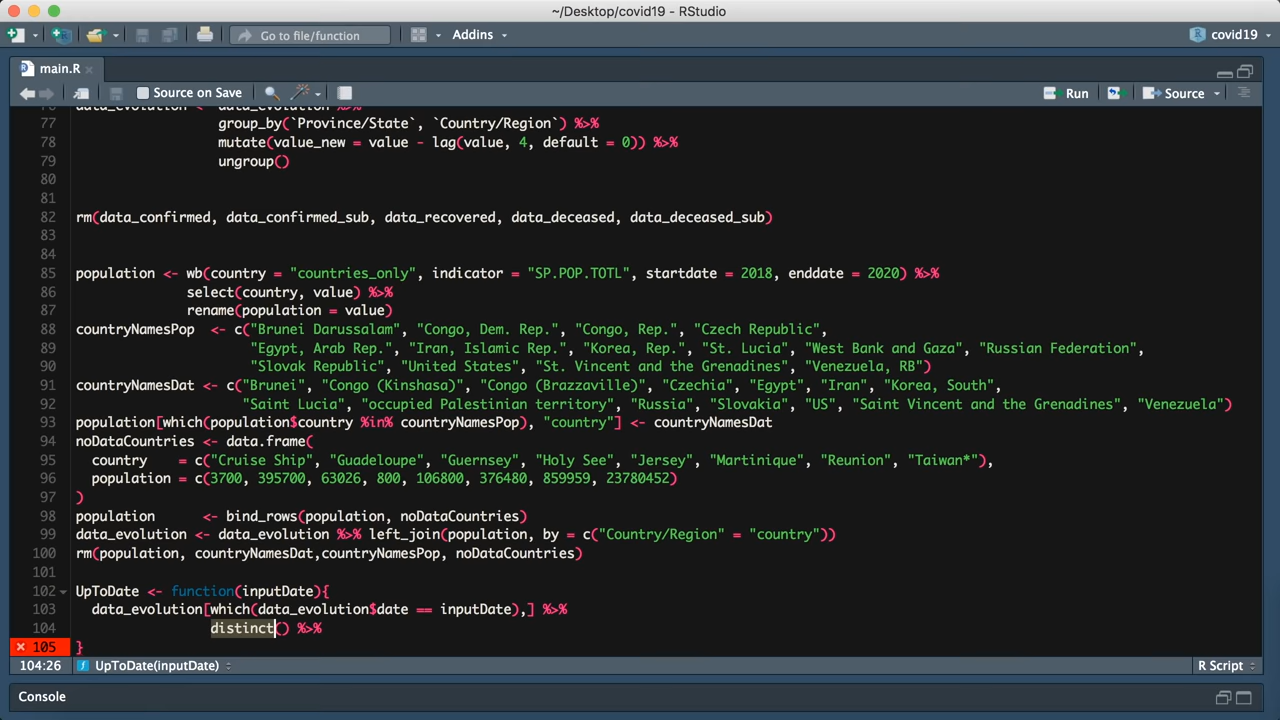 ~/Desktop/covid19 - RStudio
Go to file/function
Addins
covid19
main.R
Source on Save
Run
Source
76 data_evolution <- data_evolution %>%
77 group_by(`Province/State`, `Country/Region`) %>%
78 mutate(value_new = value - lag(value, 4, default = 0)) %>%
79 ungroup()
80
81
82 rm(data_confirmed, data_confirmed_sub, data_recovered, data_deceased, data_deceased_sub)
83
84
85 population <- wb(country = "countries_only", indicator = "SP.POP.TOTL", startdate = 2018, enddate = 2020) %>%
86 select(country, value) %>%
87 rename(population = value)
88 countryNamesPop <- c("Brunei Darussalam", "Congo, Dem. Rep.", "Congo, Rep.", "Czech Republic",
89 "Egypt, Arab Rep.", "Iran, Islamic Rep.", "Korea, Rep.", "St. Lucia", "West Bank and Gaza", "Russian Federation",
90 "Slovak Republic", "United States", "St. Vincent and the Grenadines", "Venezuela, RB")
91 countryNamesDat <- c("Brunei", "Congo (Kinshasa)", "Congo (Brazzaville)", "Czechia", "Egypt", "Iran", "Korea, South",
92 "Saint Lucia", "occupied Palestinian territory", "Russia", "Slovakia", "US", "Saint Vincent and the Grenadines", "Venezuela")
93 population[which(population$country %in% countryNamesPop), "country"] <- countryNamesDat
94 noDataCountries <- data.frame(
95 country = c("Cruise Ship", "Guadeloupe", "Guernsey", "Holy See", "Jersey", "Martinique", "Reunion", "Taiwan*"),
96 population = c(3700, 395700, 63026, 800, 106800, 376480, 859959, 23780452)
97 )
98 population <- bind_rows(population, noDataCountries)
99 data_evolution <- data_evolution %>% left_join(population, by = c("Country/Region" = "country"))
100 rm(population, countryNamesDat,countryNamesPop, noDataCountries)
101
102 UpToDate <- function(inputDate){
103 data_evolution[which(data_evolution$date == inputDate),] %>%
104 distinct() %>%
105 }
104:26 UpToDate(inputDate) R Script
Console